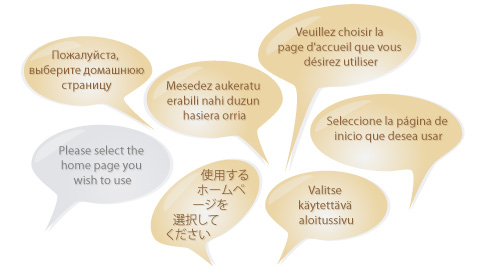 Пожалуйста,
выберите домашнюю
страницу
Mesedez aukeratu
erabili nahi duzun
hasiera orria
Veuillez choisir la
page d'accueil que vous
désirez utiliser
Seleccione la página de
inicio que desea usar
Please select the
home page you
wish to use
使用する
ホームペ
ージを
選択して
ください
Valitse
käytettävä
aloitussivu